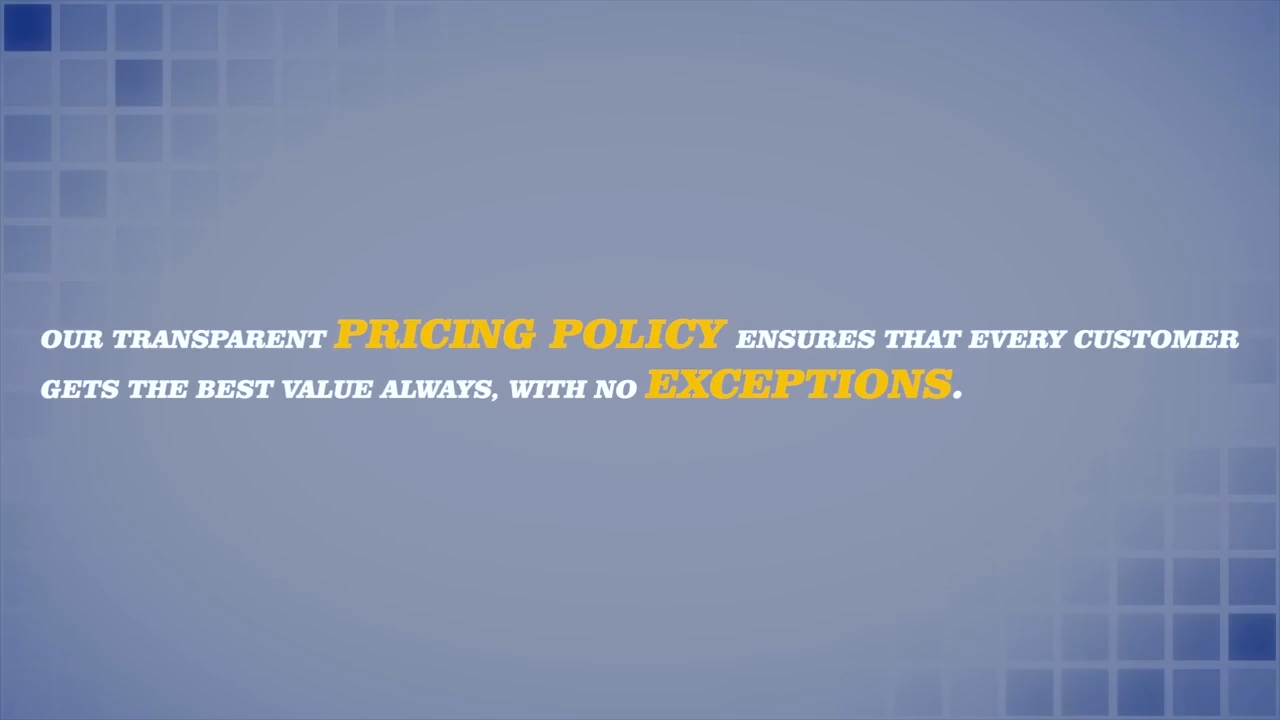 OUR TRANSPARENT PRICING POLICY ENSURES THAT EVERY CUSTOMER
GETS THE BEST VALUE ALWAYS, WITH NO EXCEPTIONS.